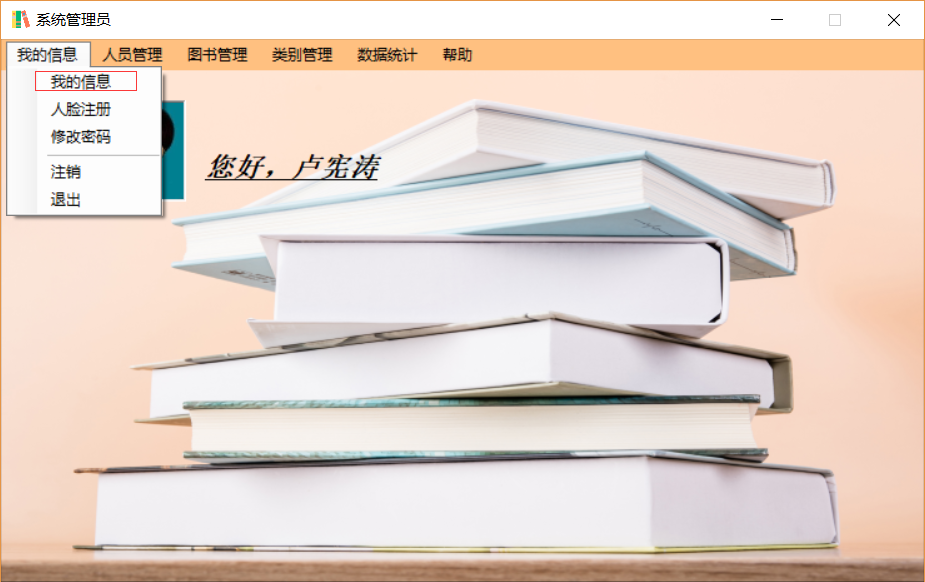 系统管理员
我的信息 人员管理 图书管理 类别管理 数据统计 帮助
我的信息
人脸注册
修改密码
注销
退出
您好，卢宪涛